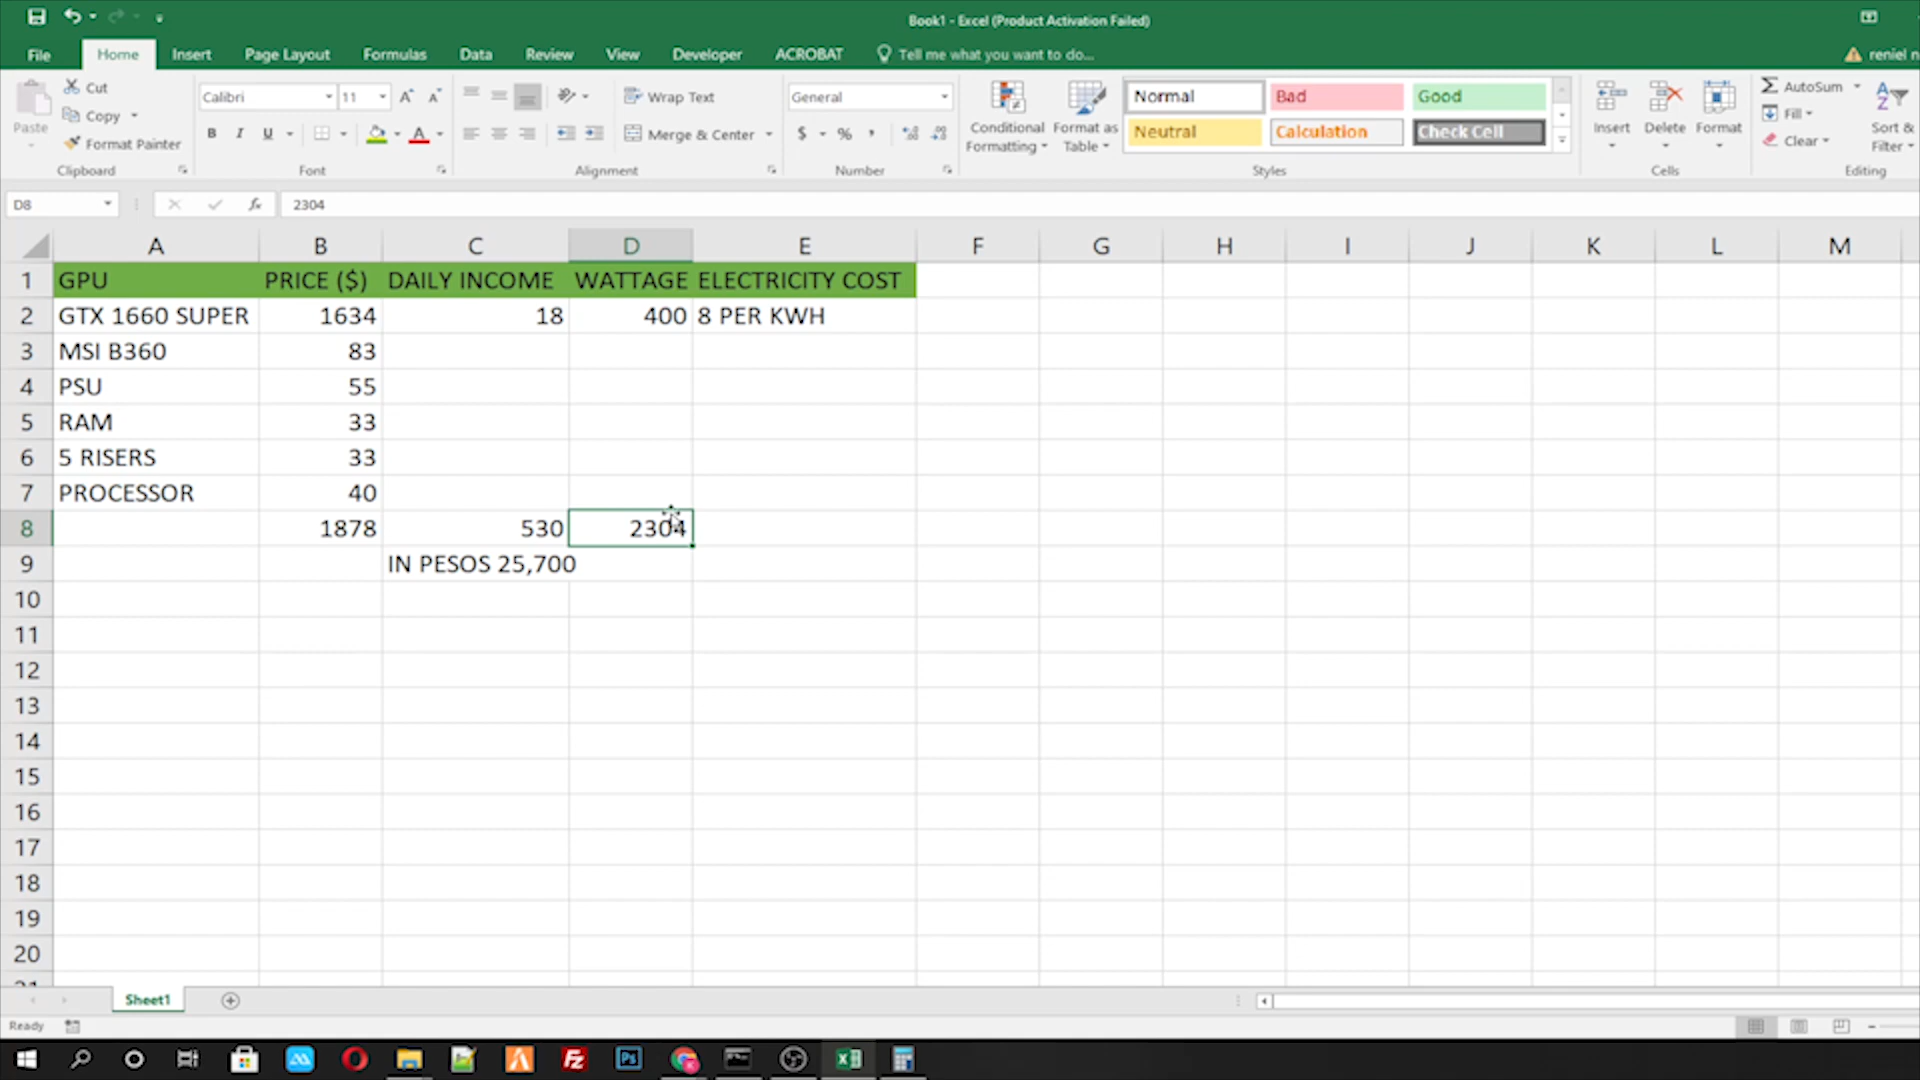 Book1 - Excel (Product Activation Failed)
File Home Insert Page Layout Formulas Data Review View Developer ACROBAT Tell me what you want to do... reniel n
Paste
Cut
Copy
Format Painter
Clipboard
Calibri 11
B I U
Font
Wrap Text
Merge & Center
Alignment
General
$ % ,
Number
Conditional Formatting
Format as Table
Normal Bad Good
Neutral Calculation Check Cell
Styles
Insert Delete Format
Cells
AutoSum
Fill
Clear
Sort &
Filter
Editing
D8 fx 2304
A B C D E F G H I J K L M
1 GPU PRICE ($) DAILY INCOME WATTAGE ELECTRICITY COST
2 GTX 1660 SUPER 1634 18 400 8 PER KWH
3 MSI B360 83
4 PSU 55
5 RAM 33
6 5 RISERS 33
7 PROCESSOR 40
8 1878 530 2304
9 IN PESOS 25,700
10
11
12
13
14
15
16
17
18
19
20
Sheet1
Ready